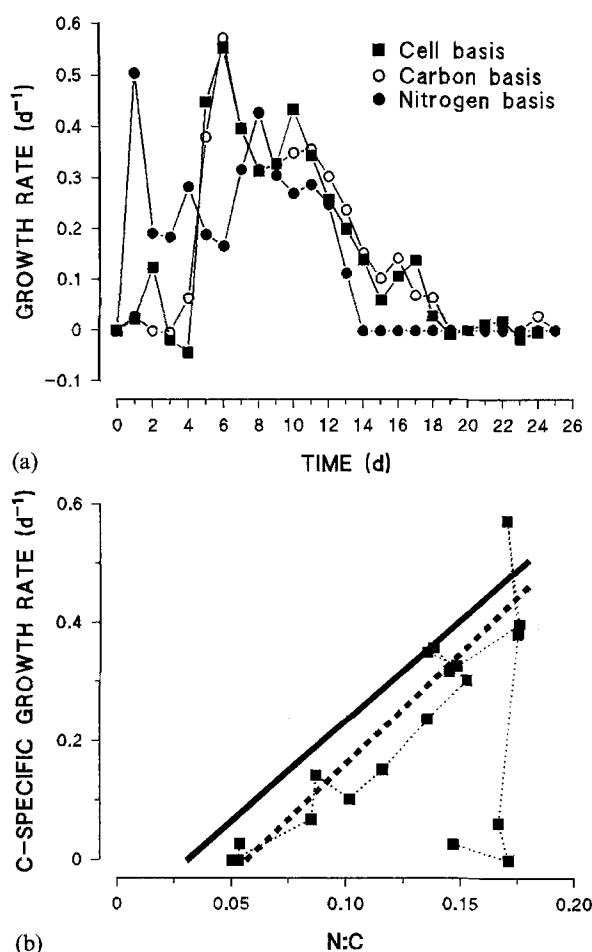 0.6
0.5
0.4
0.3
0.2
0.1
0
-0.1
GROWTH RATE (d⁻¹)
Cell basis
Carbon basis
Nitrogen basis
0 2 4 6 8 10 12 14 16 18 20 22 24 26
(a) TIME (d)
0.6
0.4
0.2
0
C-SPECIFIC GROWTH RATE (d⁻¹)
0 0.05 0.10 0.15 0.20
(b) N:C